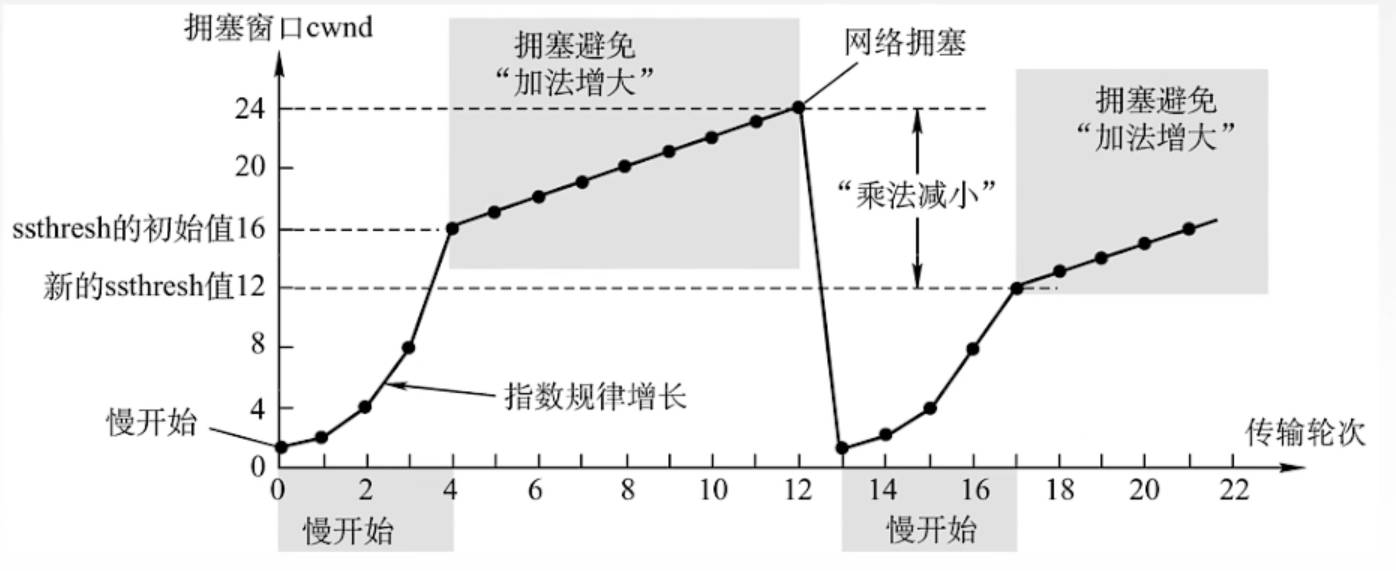 拥塞窗口cwnd
拥塞避免
“加法增大”
网络拥塞
拥塞避免
“加法增大”
24
20
“乘法减小”
ssthresh的初始值16
新的ssthresh值12
8
指数规律增长
4
慢开始
传输轮次
0
0 2 4 6 8 10 12 14 16 18 20 22
慢开始
慢开始